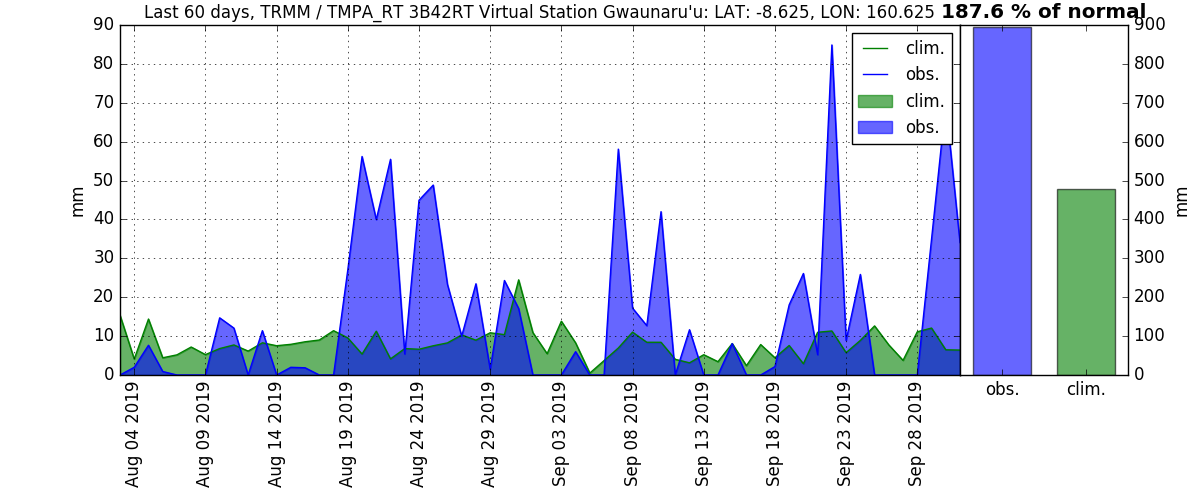 Last 60 days, TRMM / TMPA_RT 3B42RT Virtual Station Gwaunaru'u: LAT: -8.625, LON: 160.625 187.6 % of normal
90
80
70
60
50
40
30
20
10
0
mm
clim.
obs.
clim.
obs.
900
800
700
600
500
400
300
200
100
0
mm
obs.
clim.
Aug 04 2019
Aug 09 2019
Aug 14 2019
Aug 19 2019
Aug 24 2019
Aug 29 2019
Sep 03 2019
Sep 08 2019
Sep 13 2019
Sep 18 2019
Sep 23 2019
Sep 28 2019